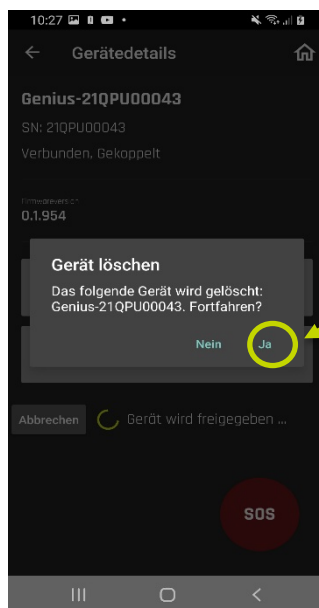 10:27
Gerätedetails
Genius-21QPU00043
SN: 21QPU00043
Verbunden, Gekoppelt
Firmwareversion
0.1.954
Gerät löschen
Das folgende Gerät wird gelöscht:
Genius-21QPU00043. Fortfahren?
Nein Ja
Abbrechen Gerät wird freigegeben ...
SOS